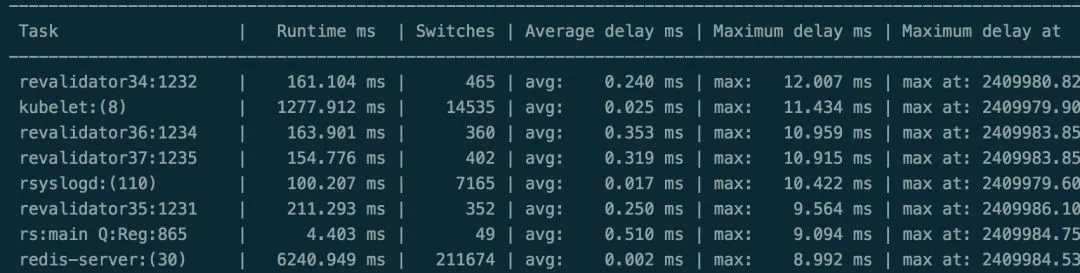 Task | Runtime ms | Switches | Average delay ms | Maximum delay ms | Maximum delay at
revalidator34:1232 | 161.104 ms | 465 | avg: 0.240 ms | max: 12.007 ms | max at: 2409980.82
kubelet:(8) | 1277.912 ms | 14535 | avg: 0.025 ms | max: 11.434 ms | max at: 2409979.90
revalidator36:1234 | 163.901 ms | 360 | avg: 0.353 ms | max: 10.959 ms | max at: 2409983.85
revalidator37:1235 | 154.776 ms | 402 | avg: 0.319 ms | max: 10.915 ms | max at: 2409983.85
rsyslogd:(110) | 100.207 ms | 7165 | avg: 0.017 ms | max: 10.422 ms | max at: 2409979.60
revalidator35:1231 | 211.293 ms | 352 | avg: 0.250 ms | max: 9.564 ms | max at: 2409986.10
rs:main Q:Reg:865 | 4.403 ms | 49 | avg: 0.510 ms | max: 9.094 ms | max at: 2409984.75
redis-server:(30) | 6240.949 ms | 211674 | avg: 0.002 ms | max: 8.992 ms | max at: 2409984.53